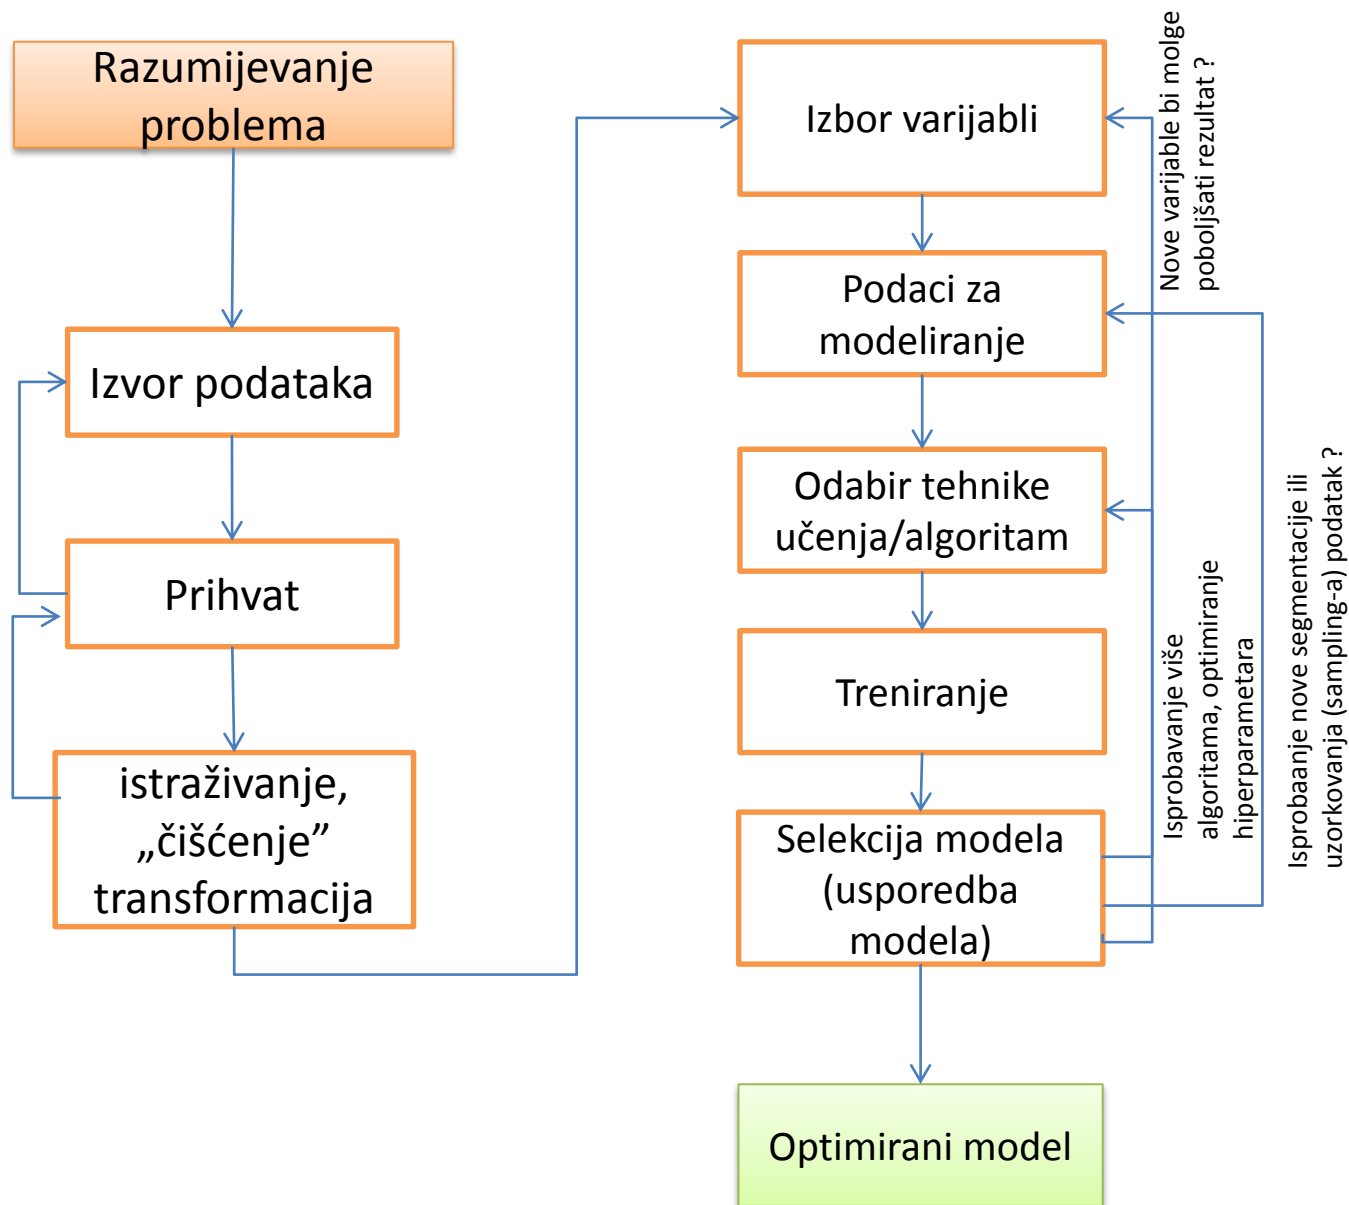 Razumijevanje
problema
Izvor podataka
Prihvat
istraživanje,
„čišćenje”
transformacija
Izbor varijabli
Podaci za
modeliranje
Odabir tehnike
učenja/algoritam
Treniranje
Selekcija modela
(usporedba
modela)
Optimirani model
Nove varijable bi molge
poboljšati rezultat ?
Isprobavanje više
algoritama, optimiranje
hiperparametara
Isprobaanje nove segmentacije ili
uzorkovanja (sampling-a) podatak ?